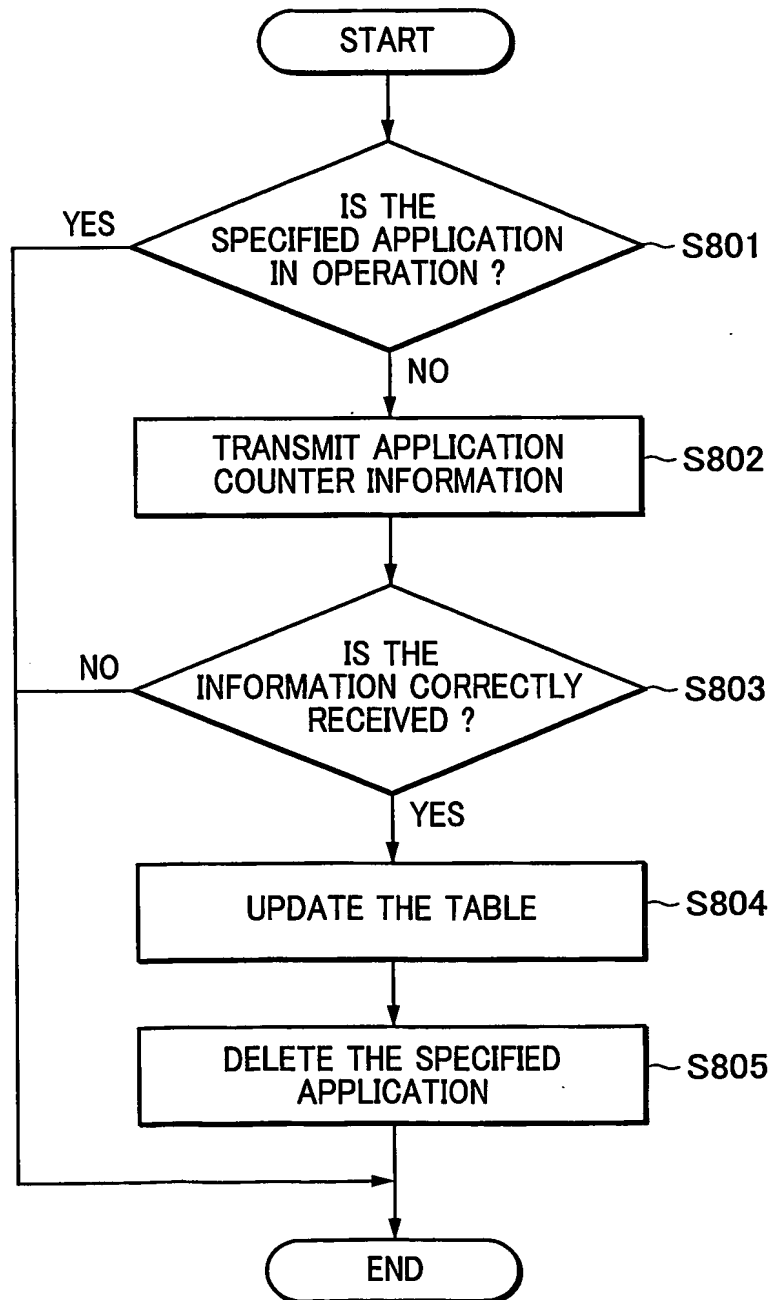 START
IS THE
SPECIFIED APPLICATION
IN OPERATION ?
YES
S801
NO
TRANSMIT APPLICATION
COUNTER INFORMATION
S802
IS THE
INFORMATION CORRECTLY
RECEIVED ?
NO
S803
YES
UPDATE THE TABLE
S804
DELETE THE SPECIFIED
APPLICATION
S805
END